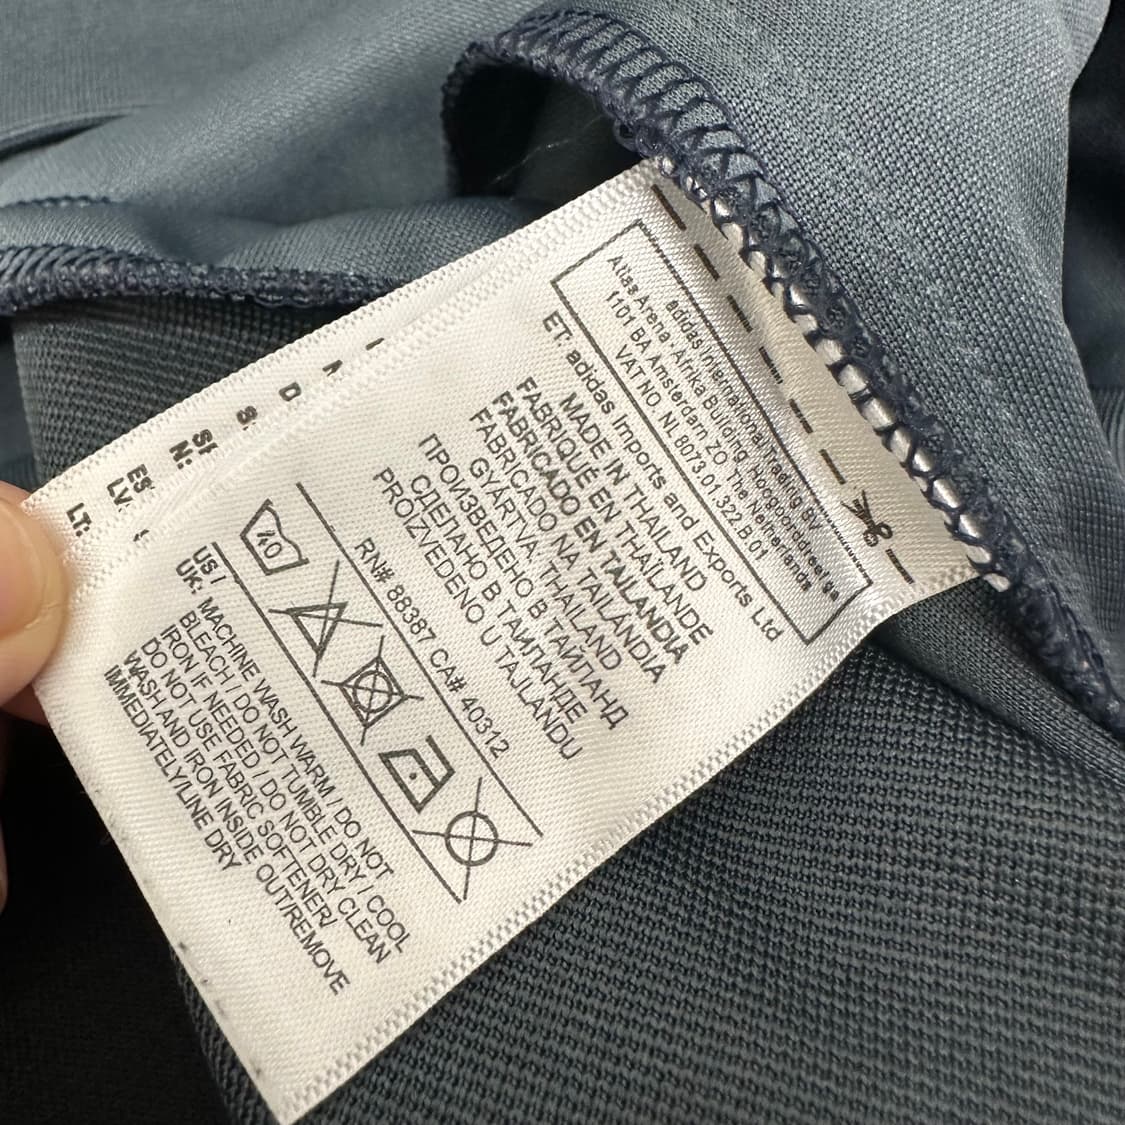 adidas International Trading BV
Atlas Arena, Afrika Building, Hoogoorddreef 9a
1101 BA Amsterdam ZO The Netherlands
VAT NO. NL 8073.01.322.B.01
ET: adidas Imports and Exports Ltd
MADE IN THAILAND
FABRIQUÉ EN THAÏLANDE
FABRICADO EN TAILANDIA
FABRICADO NA TAILÂNDIA
GYÁRTVA: THAILAND
ПРОИЗВЕДЕНО В ТАЙЛАНД
СДЕЛАНО В ТАИЛАНДЕ
PROIZVEDENO U TAJLANDU
RN# 88387 CA# 40312
40
US /
UK: MACHINE WASH WARM / DO NOT
BLEACH / DO NOT TUMBLE DRY / COOL
IRON IF NEEDED / DO NOT DRY CLEAN
DO NOT USE FABRIC SOFTENER/
WASH AND IRON INSIDE OUT/REMOVE
IMMEDIATELY/LINE DRY
ES
LV
LT: